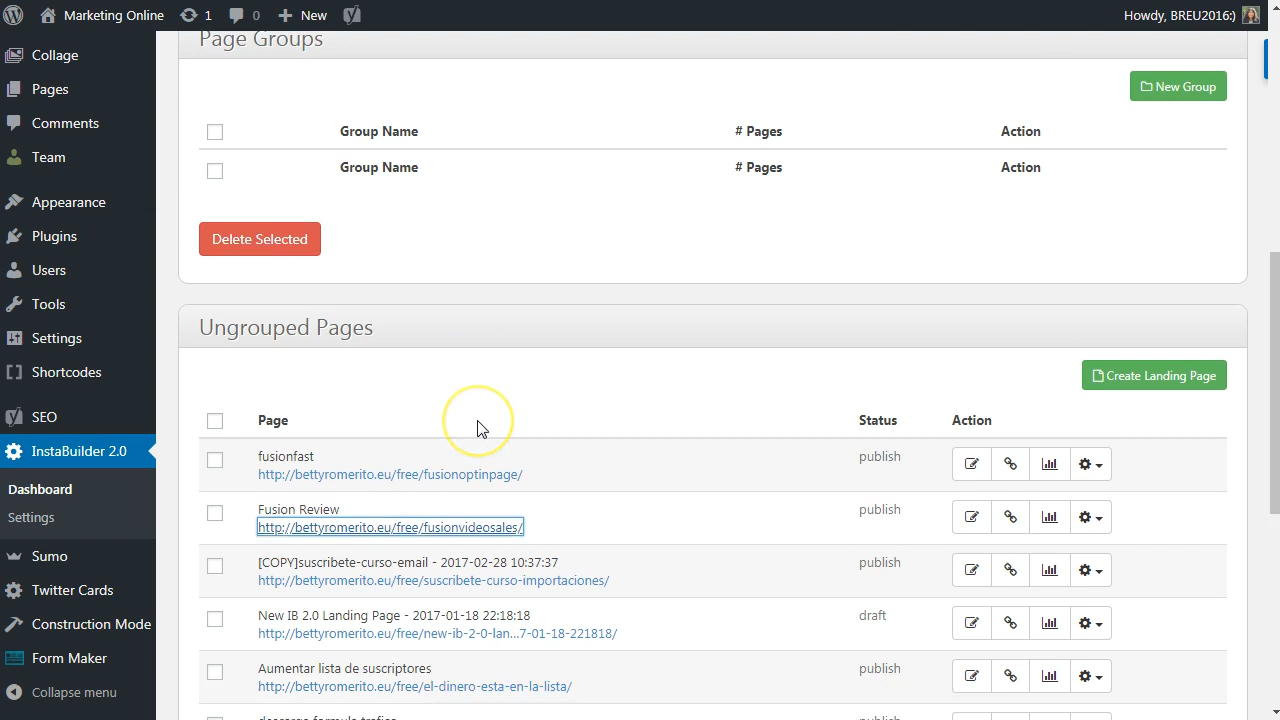 Marketing Online 1 0 New Howdy, BREU2016:)
Collage
Pages
Comments
Team
Appearance
Plugins
Users
Tools
Settings
Shortcodes
SEO
InstaBuilder 2.0
Dashboard
Settings
Sumo
Twitter Cards
Construction Mode
Form Maker
Collapse menu
Page Groups
New Group
Group Name # Pages Action
Group Name # Pages Action
Delete Selected
Ungrouped Pages
Create Landing Page
Page Status Action
fusionfast publish
http://bettyromerito.eu/free/fusionoptinpage/
Fusion Review publish
http://bettyromerito.eu/free/fusionvideosales/
[COPY]suscribete-curso-email - 2017-02-28 10:37:37 publish
http://bettyromerito.eu/free/suscribete-curso-importaciones/
New IB 2.0 Landing Page - 2017-01-18 22:18:18 draft
http://bettyromerito.eu/free/new-ib-2-0-lan...7-01-18-221818/
Aumentar lista de suscriptores publish
http://bettyromerito.eu/free/el-dinero-esta-en-la-lista/